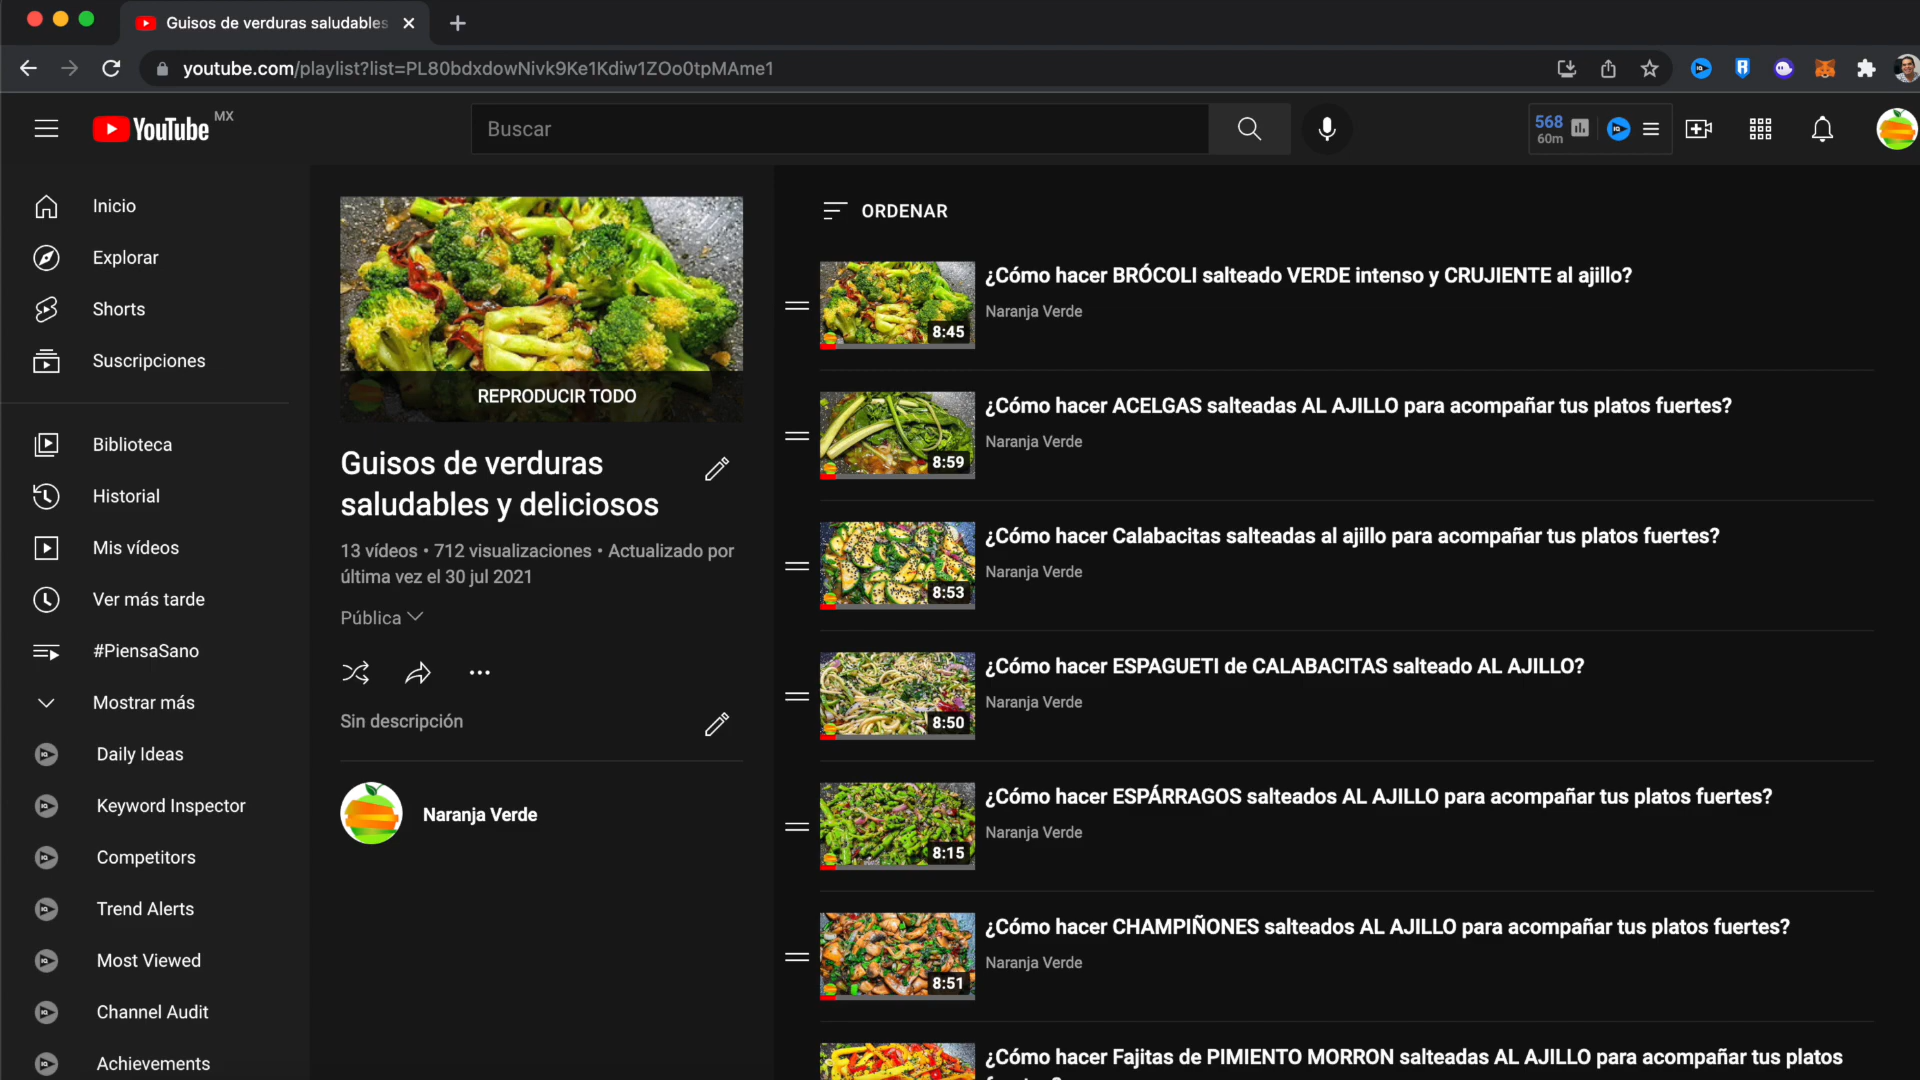 Guisos de verduras saludables
youtube.com/playlist?list=PL80bdxdowNivk9Ke1Kdiw1ZOo0tpMAme1
YouTube MX
Buscar
568
60m
Inicio
Explorar
Shorts
Suscripciones
Biblioteca
Historial
Mis vídeos
Ver más tarde
#PiensaSano
Mostrar más
Daily Ideas
Keyword Inspector
Competitors
Trend Alerts
Most Viewed
Channel Audit
Achievements
REPRODUCIR TODO
Guisos de verduras
saludables y deliciosos
13 vídeos • 712 visualizaciones • Actualizado por
última vez el 30 jul 2021
Pública
Sin descripción
Naranja Verde
ORDENAR
¿Cómo hacer BRÓCOLI salteado VERDE intenso y CRUJIENTE al ajillo?
Naranja Verde
8:45
¿Cómo hacer ACELGAS salteadas AL AJILLO para acompañar tus platos fuertes?
Naranja Verde
8:59
¿Cómo hacer Calabacitas salteadas al ajillo para acompañar tus platos fuertes?
Naranja Verde
8:53
¿Cómo hacer ESPAGUETI de CALABACITAS salteado AL AJILLO?
Naranja Verde
8:50
¿Cómo hacer ESPÁRRAGOS salteados AL AJILLO para acompañar tus platos fuertes?
Naranja Verde
8:15
¿Cómo hacer CHAMPIÑONES salteados AL AJILLO para acompañar tus platos fuertes?
Naranja Verde
8:51
¿Cómo hacer Fajitas de PIMIENTO MORRON salteadas AL AJILLO para acompañar tus platos